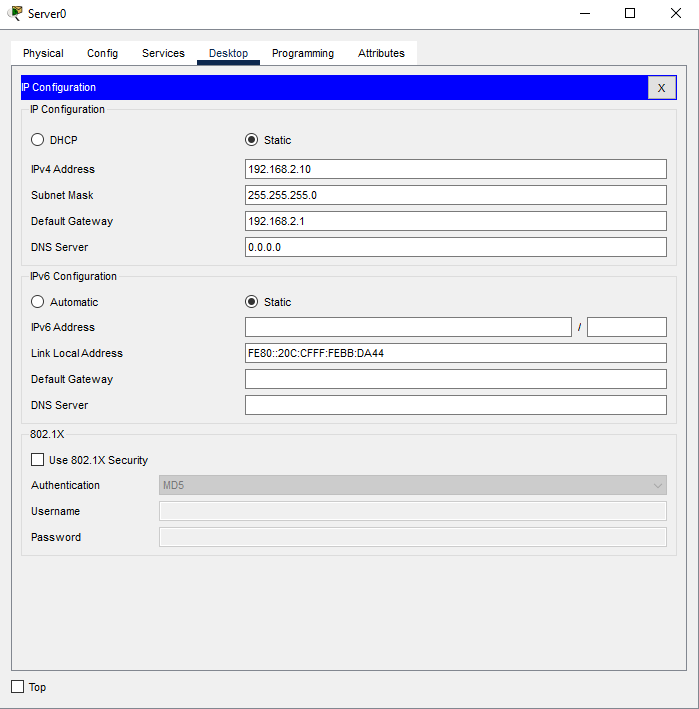 Server0
Physical Config Services Desktop Programming Attributes
IP Configuration X
IP Configuration
DHCP Static
IPv4 Address 192.168.2.10
Subnet Mask 255.255.255.0
Default Gateway 192.168.2.1
DNS Server 0.0.0.0
IPv6 Configuration
Automatic Static
IPv6 Address /
Link Local Address FE80::20C:CFFF:FEBB:DA44
Default Gateway
DNS Server
802.1X
Use 802.1X Security
Authentication MD5
Username
Password
Top